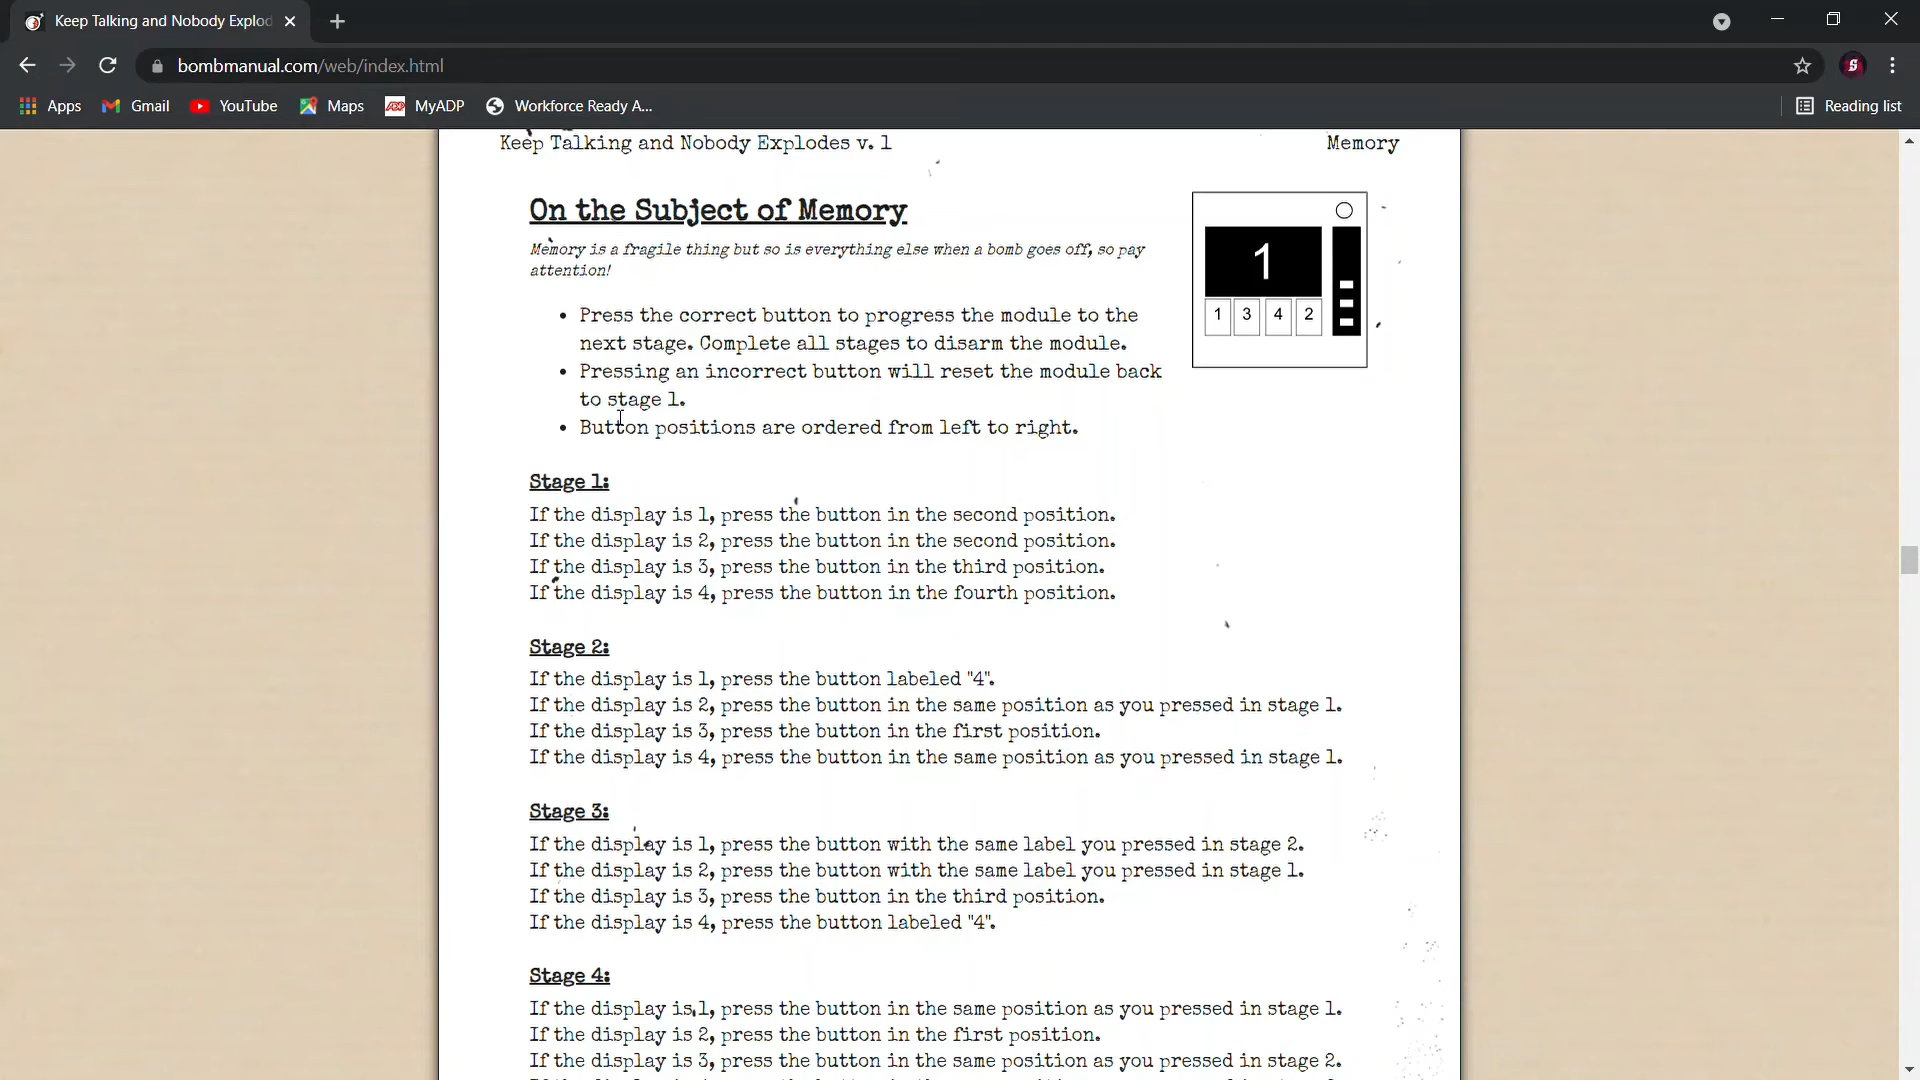 Keep Talking and Nobody Explod
bombmanual.com/web/index.html
Apps
Gmail
YouTube
Maps
MyADP
Workforce Ready A...
Reading list
Keep Talking and Nobody Explodes v. 1
Memory
On the Subject of Memory
Memory is a fragile thing but so is everything else when a bomb goes off, so pay
attention!
1
1 3 4 2
• Press the correct button to progress the module to the
next stage. Complete all stages to disarm the module.
• Pressing an incorrect button will reset the module back
to stage 1.
• Button positions are ordered from left to right.
Stage 1:
If the display is 1, press the button in the second position.
If the display is 2, press the button in the second position.
If the display is 3, press the button in the third position.
If the display is 4, press the button in the fourth position.
Stage 2:
If the display is 1, press the button labeled "4".
If the display is 2, press the button in the same position as you pressed in stage 1.
If the display is 3, press the button in the first position.
If the display is 4, press the button in the same position as you pressed in stage 1.
Stage 3:
If the display is 1, press the button with the same label you pressed in stage 2.
If the display is 2, press the button with the same label you pressed in stage 1.
If the display is 3, press the button in the third position.
If the display is 4, press the button labeled "4".
Stage 4:
If the display is 1, press the button in the same position as you pressed in stage 1.
If the display is 2, press the button in the first position.
If the display is 3, press the button in the same position as you pressed in stage 2.